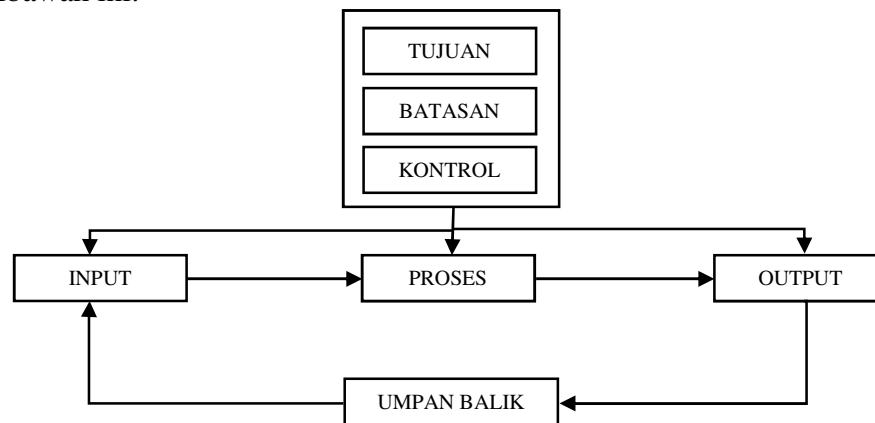 TUJUAN
BATASAN
KONTROL
INPUT
PROSES
OUTPUT
UMPAN BALIK